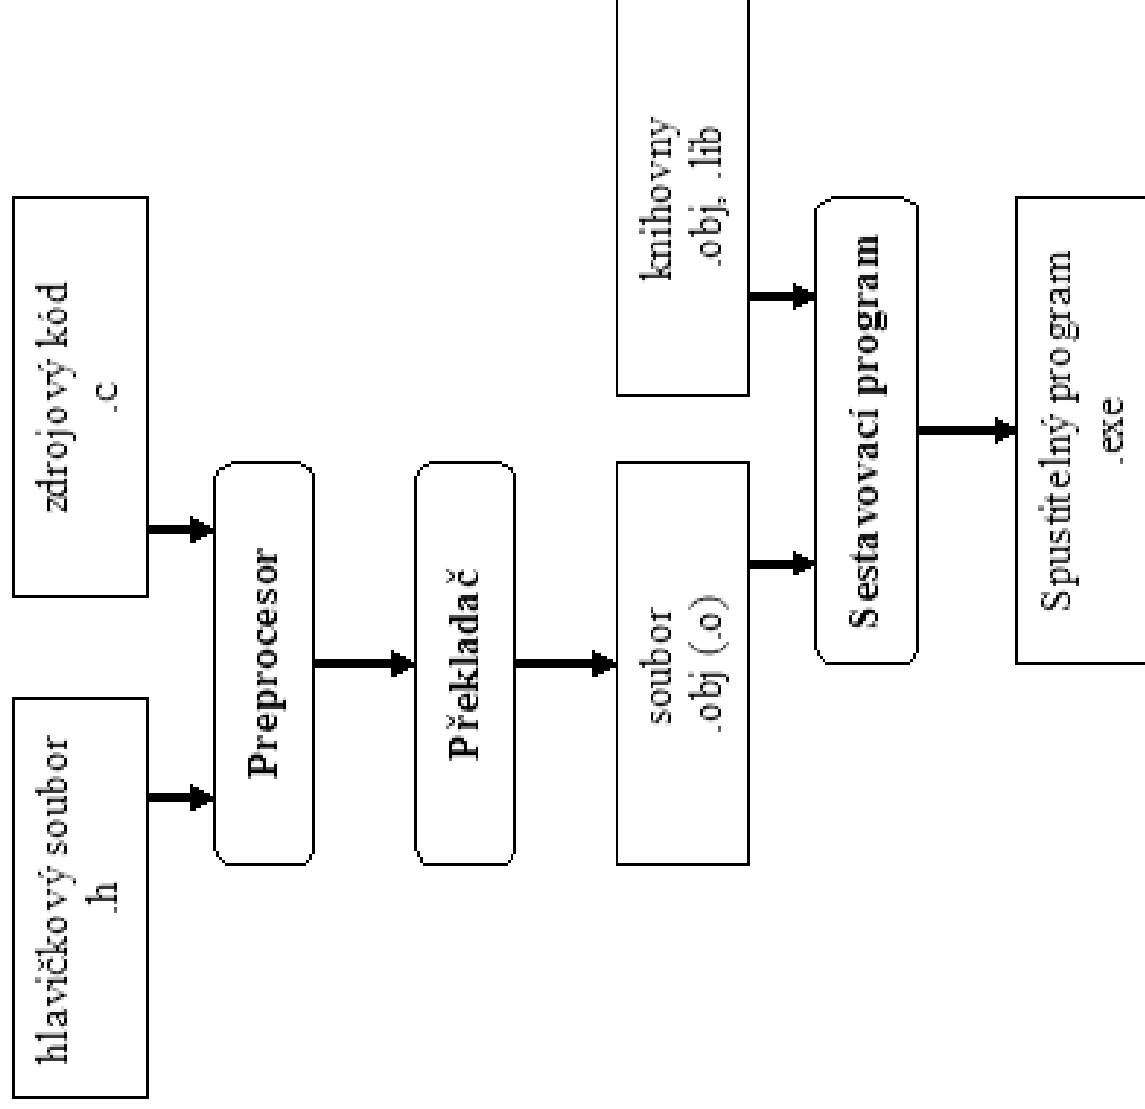 hlavičkový soubor
.h
zdrojový kód
.c
Preprocesor
Překladač
soubor
.obj (.o)
knihovny
.obj, .lib
Sestavovací program
Spustitelný program
.exe